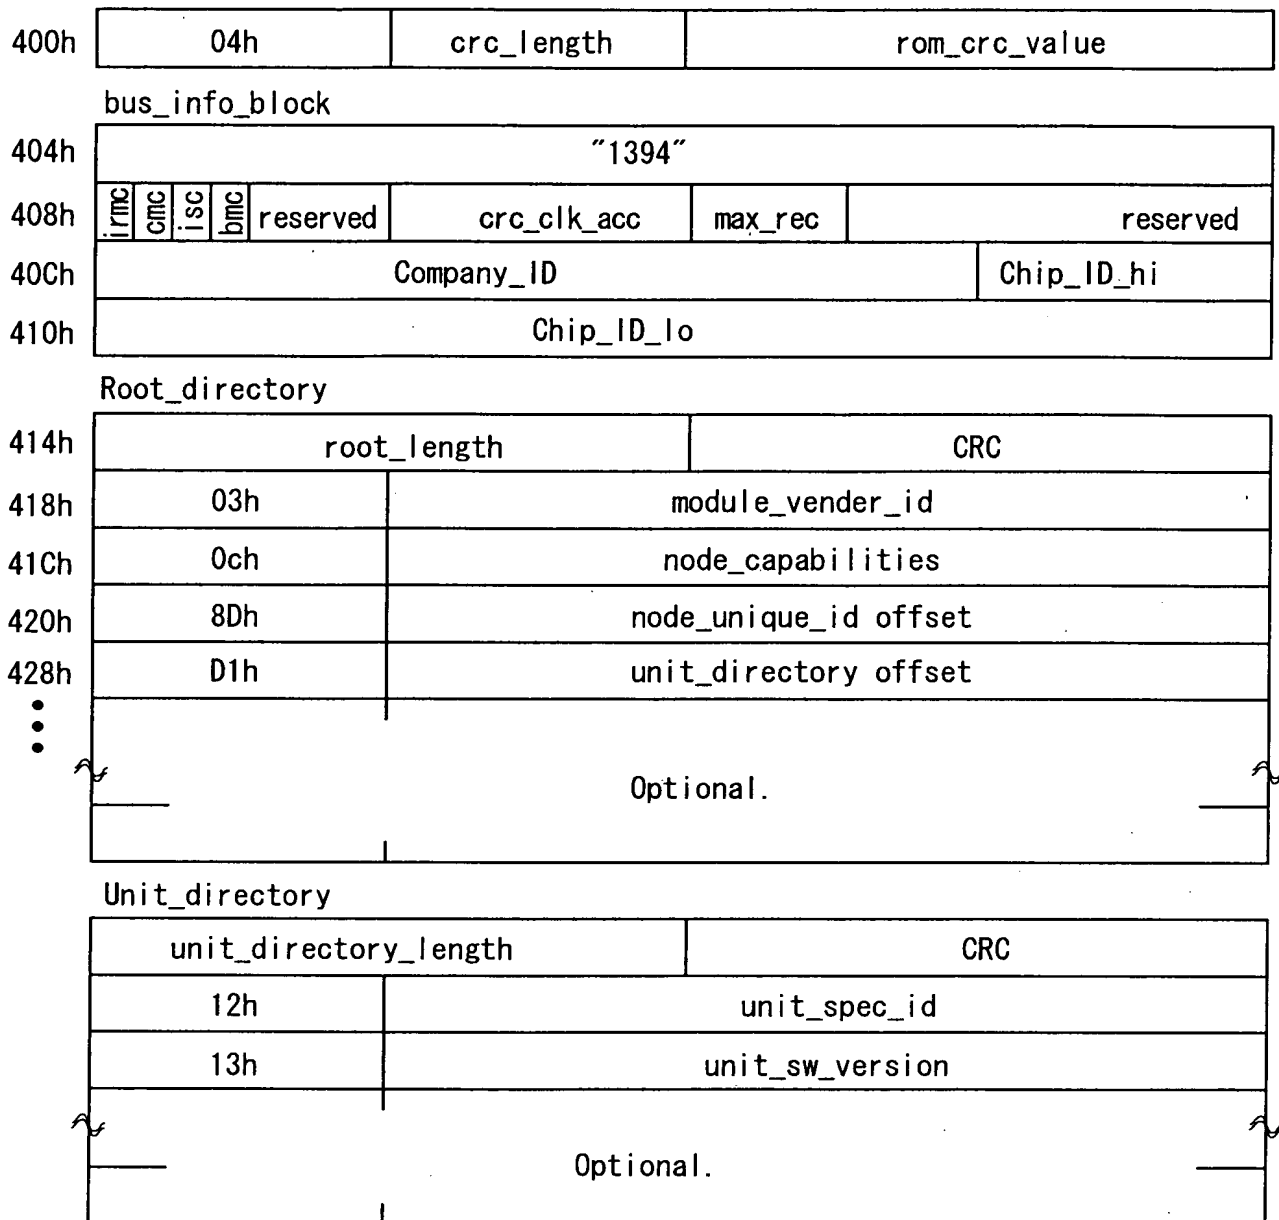 400h 04h crc_length rom_crc_value
bus_info_block
404h "1394"
408h irmc cmc isc bmc reserved crc_clk_acc max_rec reserved
40Ch Company_ID Chip_ID_hi
410h Chip_ID_lo
Root_directory
414h root_length CRC
418h 03h module_vender_id
41Ch 0ch node_capabilities
420h 8Dh node_unique_id offset
428h D1h unit_directory offset
Optional.
Unit_directory
unit_directory_length CRC
12h unit_spec_id
13h unit_sw_version
Optional.